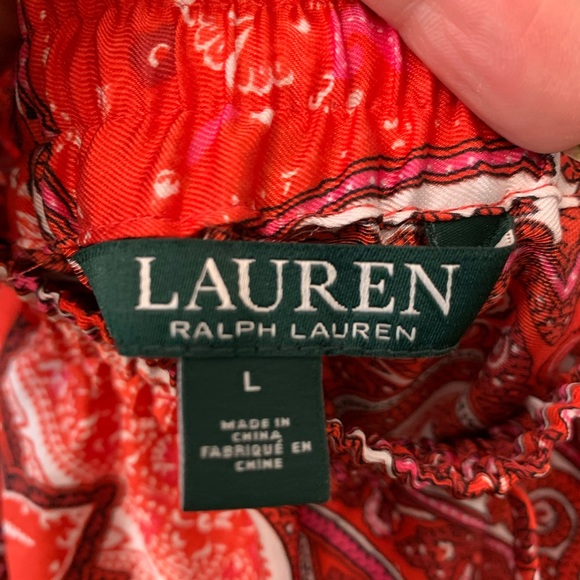 LAUREN
RALPH LAUREN
L
MADE IN
CHINA
FABRIQUÉ EN
CHINE